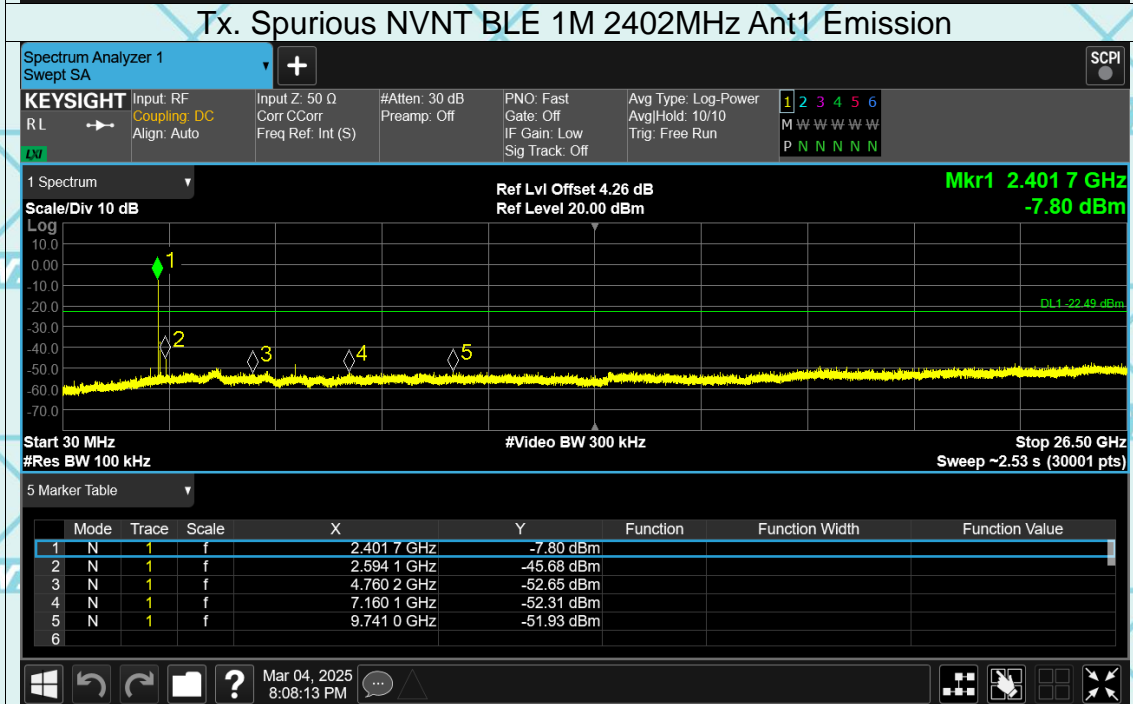 Tx. Spurious NVNT BLE 1M 2402MHz Ant1 Emission
Spectrum Analyzer 1
Swept SA
+
SCPI
KEYSIGHT
RL
LXI
Input: RF
Coupling: DC
Align: Auto
Input Z: 50 Ω
Corr CCorr
Freq Ref: Int (S)
#Atten: 30 dB
Preamp: Off
PNO: Fast
Gate: Off
IF Gain: Low
Sig Track: Off
Avg Type: Log-Power
Avg|Hold: 10/10
Trig: Free Run
1 2 3 4 5 6
M W W W W W
P N N N N N
1 Spectrum
Scale/Div 10 dB
Ref Lvl Offset 4.26 dB
Ref Level 20.00 dBm
Mkr1 2.401 7 GHz
-7.80 dBm
Log
10.0
0.00
-10.0
-20.0
-30.0
-40.0
-50.0
-60.0
-70.0
1
2
3
4
5
DL1 -22.49 dBm
Start 30 MHz
#Res BW 100 kHz
#Video BW 300 kHz
Stop 26.50 GHz
Sweep ~2.53 s (30001 pts)
5 Marker Table
Mode Trace Scale X Y Function Function Width Function Value
1 N 1 f 2.401 7 GHz -7.80 dBm
2 N 1 f 2.594 1 GHz -45.68 dBm
3 N 1 f 4.760 2 GHz -52.65 dBm
4 N 1 f 7.160 1 GHz -52.31 dBm
5 N 1 f 9.741 0 GHz -51.93 dBm
6
?
Mar 04, 2025
8:08:13 PM